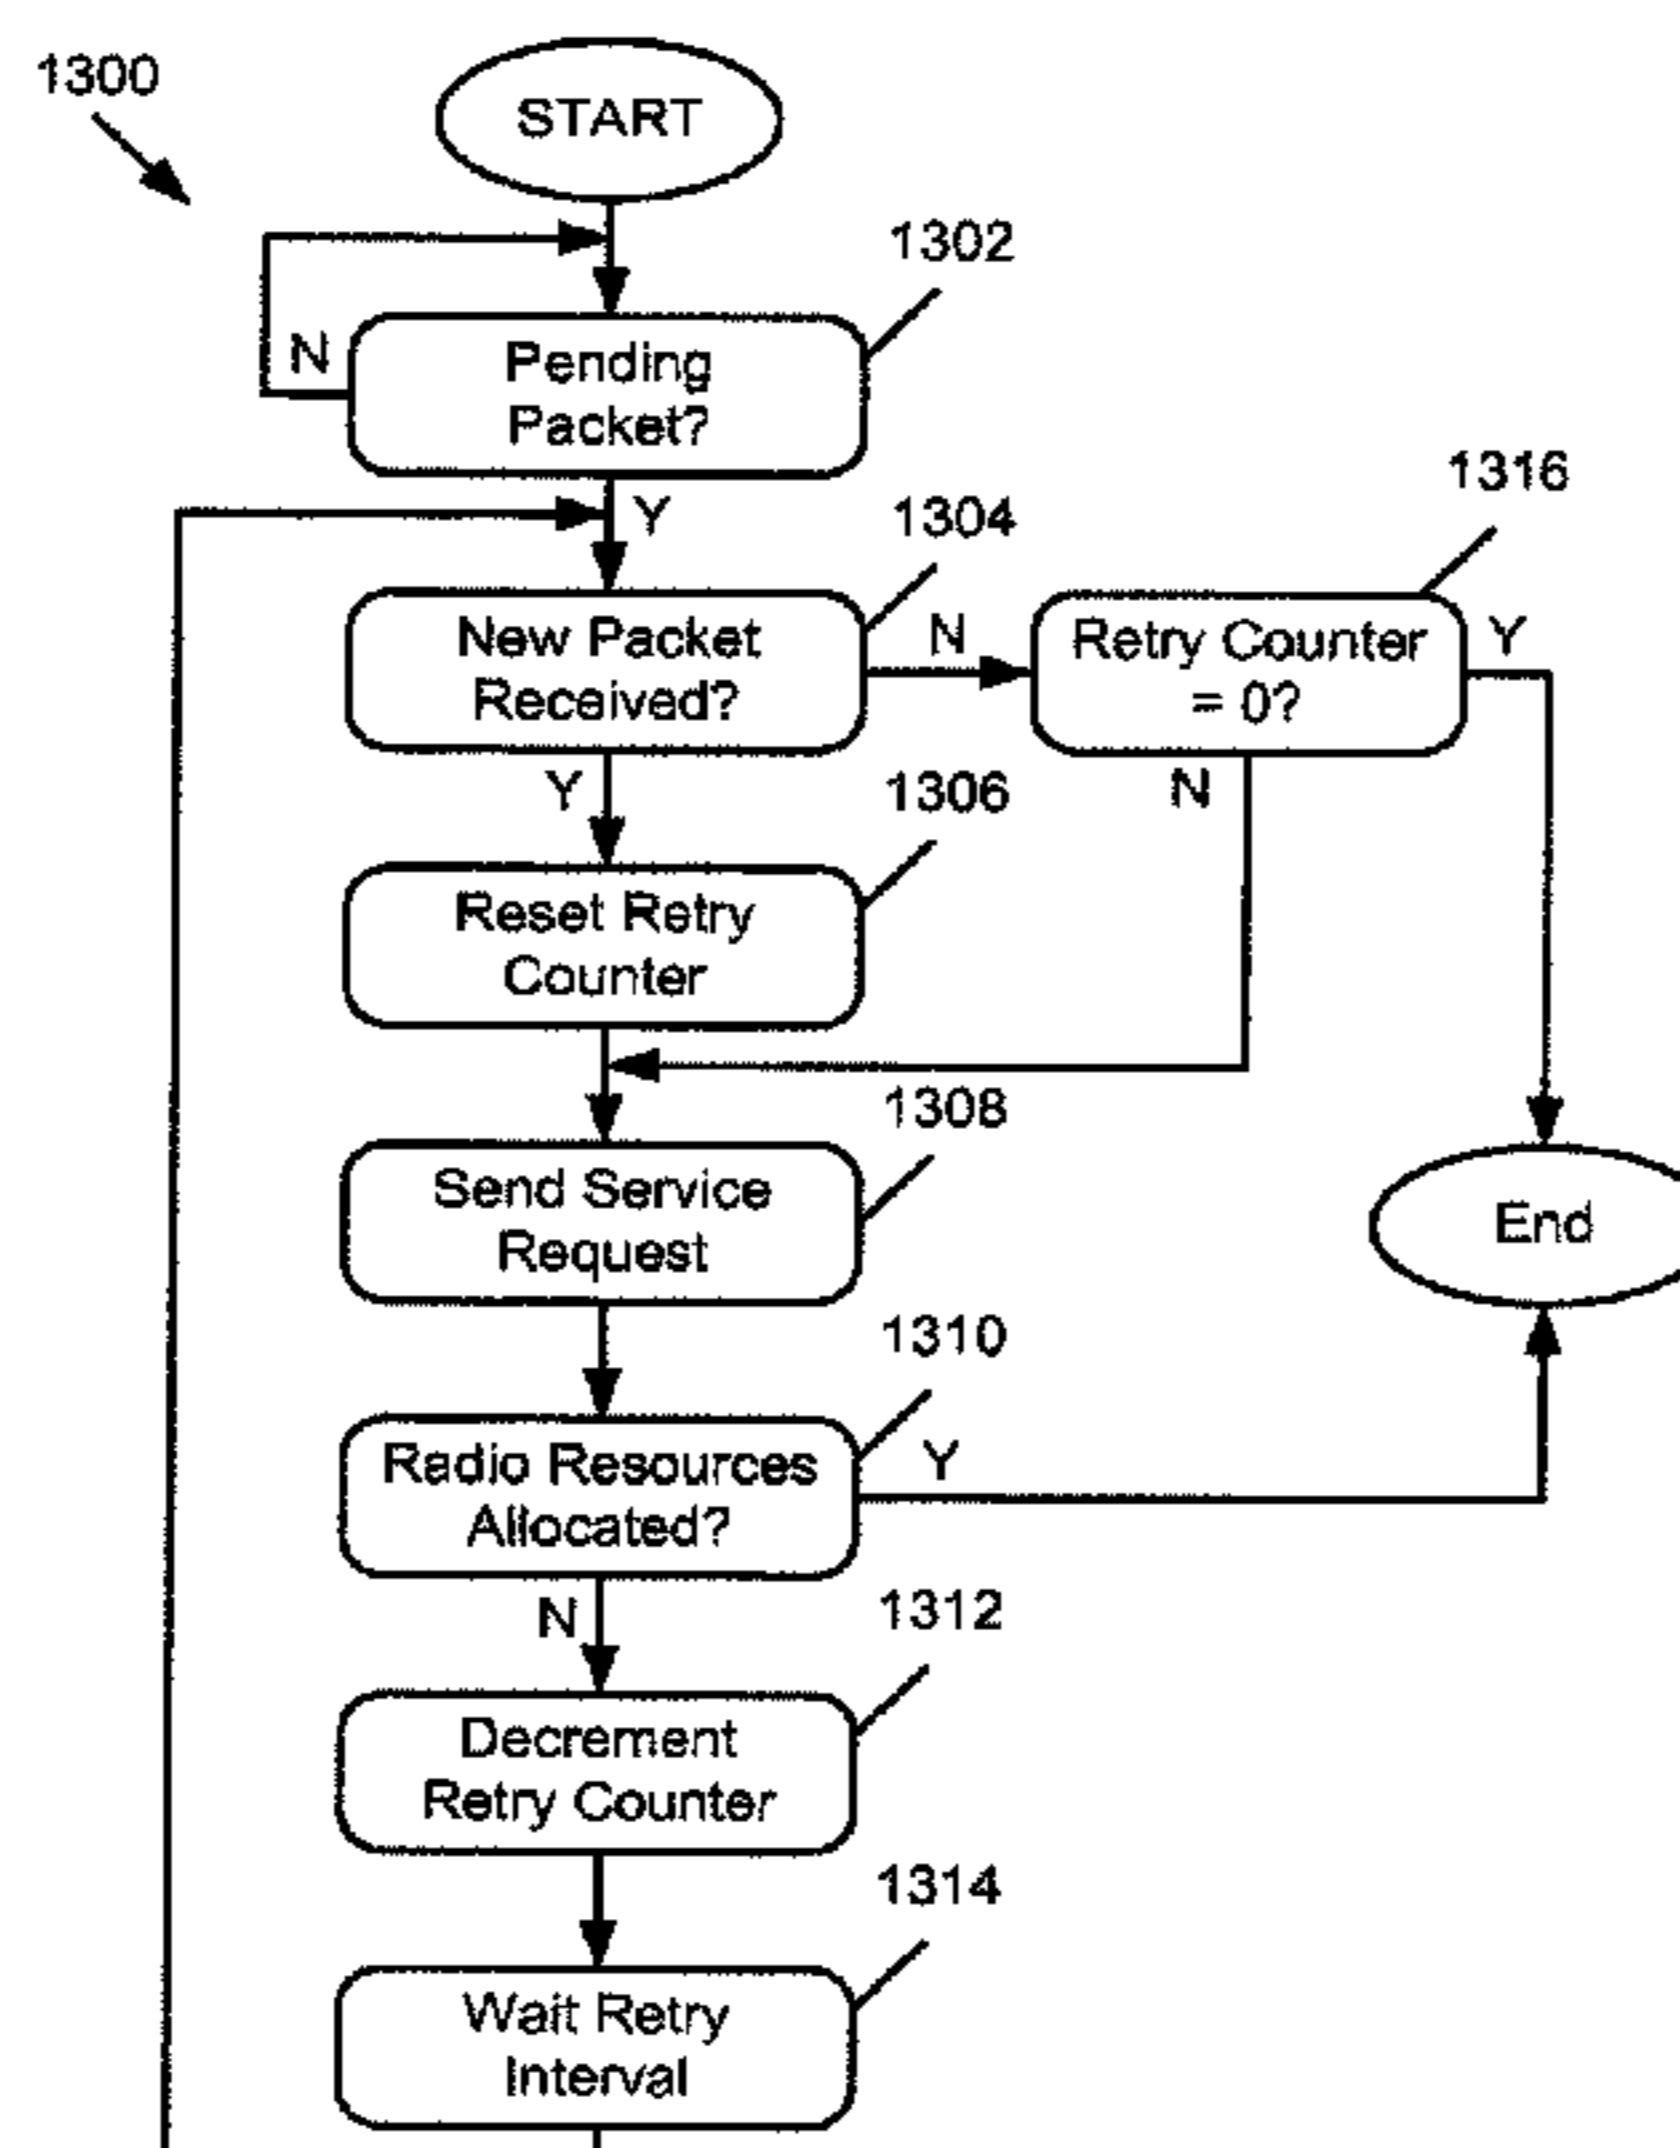 1300
START
1302
N
Pending
Packet?
Y
1304
1316
New Packet
Received?
N
Retry Counter
= 0?
Y
Y
N
1306
Reset Retry
Counter
1308
Send Service
Request
End
1310
Radio Resources
Allocated?
Y
N
1312
Decrement
Retry Counter
1314
Wait Retry
Interval